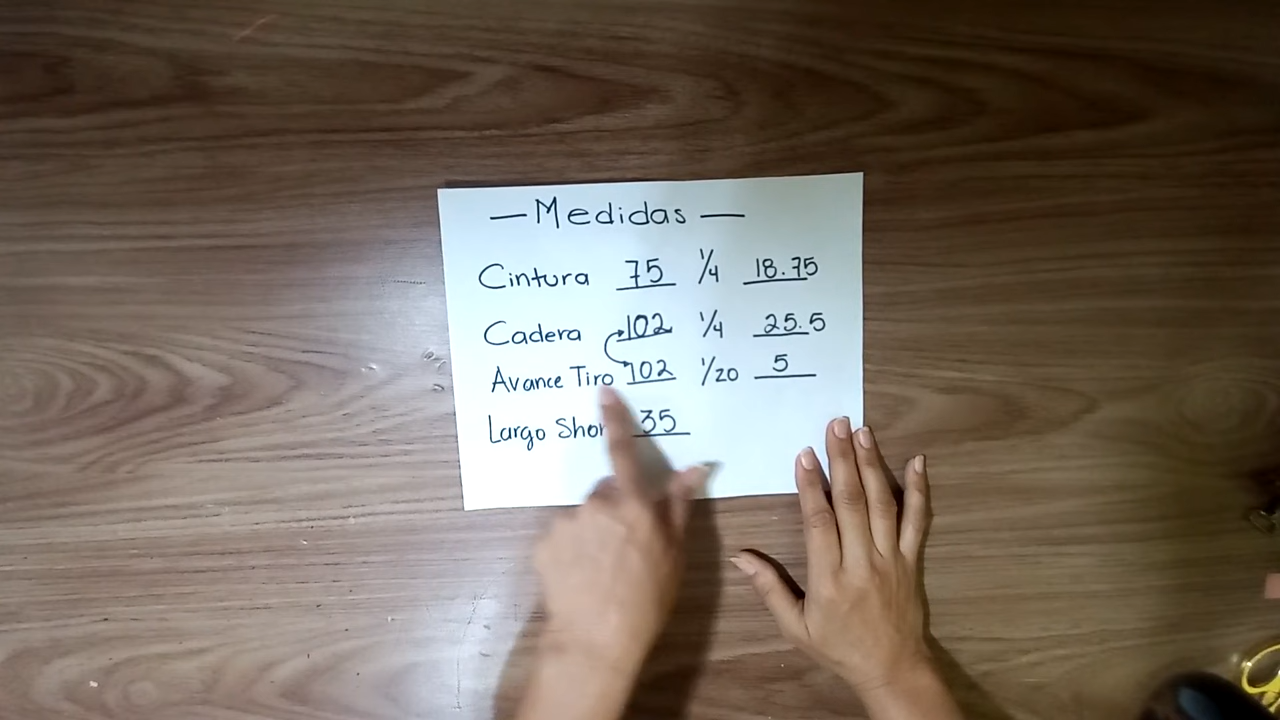 — Medidas —
Cintura 75 1/4 18.75
Cadera 102 1/4 25.5
Avance Tiro 102 1/20 5
Largo 35